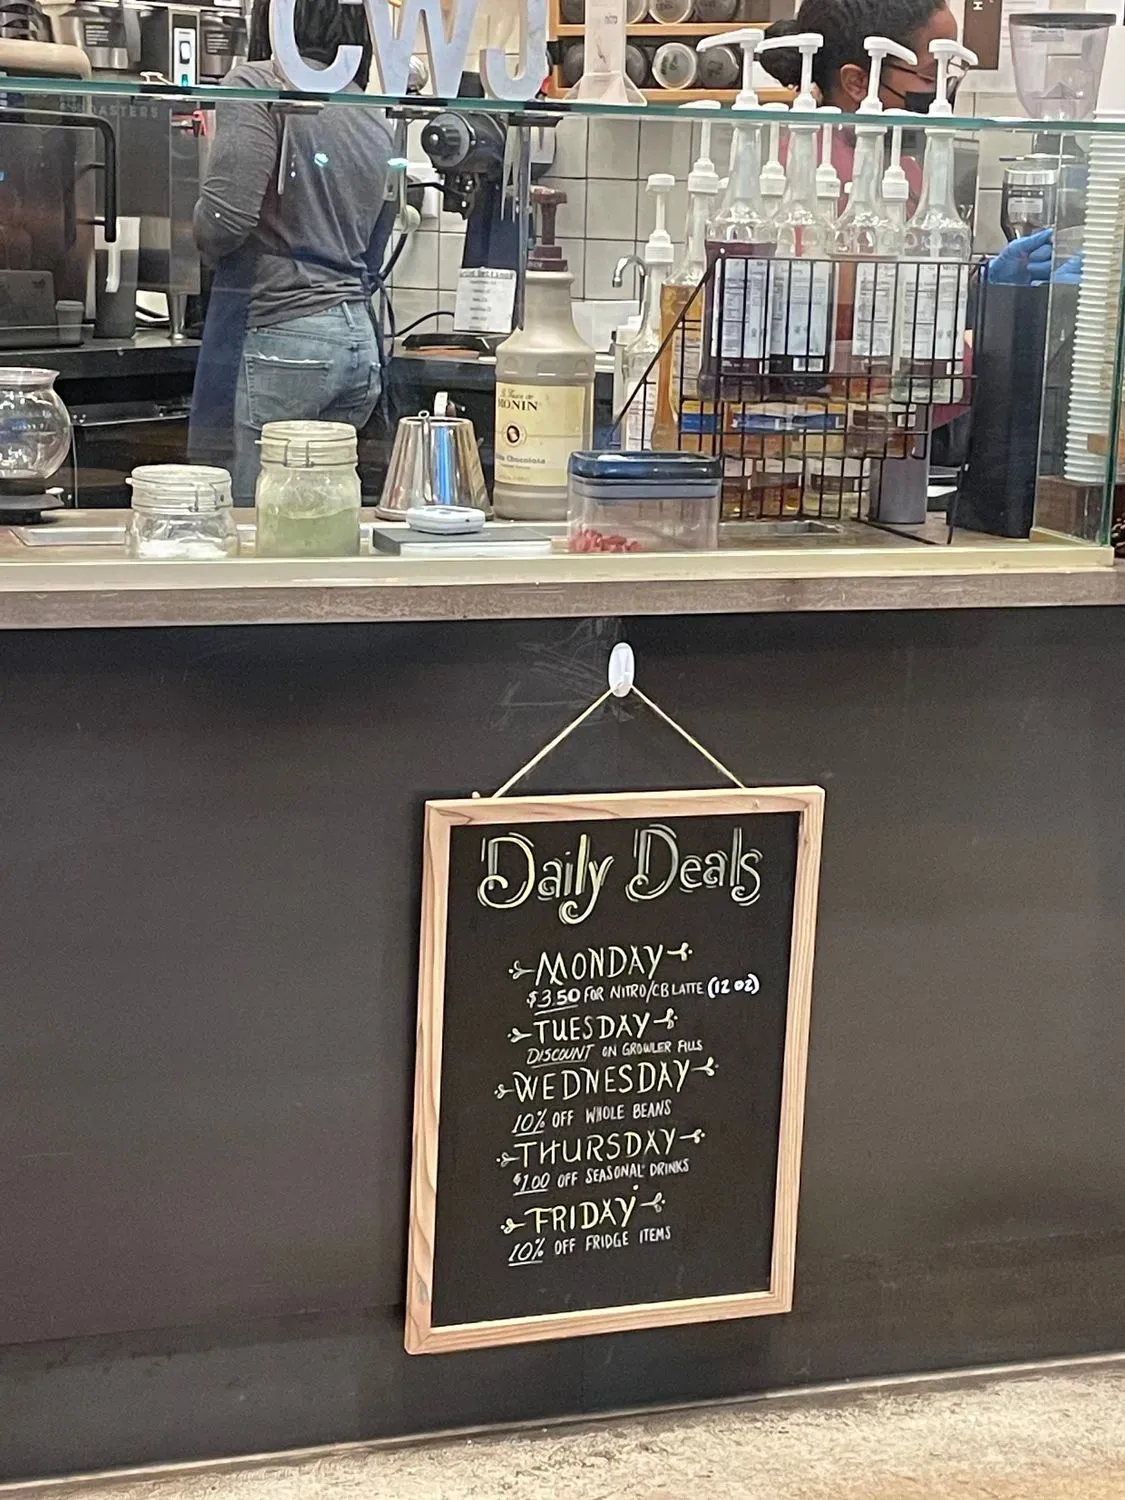 CWJ
ASTERS
MONIN
Daily Deals
MONDAY
$3.50 FOR NITRO/CB LATTE (12 oz)
TUESDAY
DISCOUNT ON GROWLER FILLS
WEDNESDAY
10% OFF WHOLE BEANS
THURSDAY
$1.00 OFF SEASONAL DRINKS
FRIDAY
10% OFF FRIDGE ITEMS